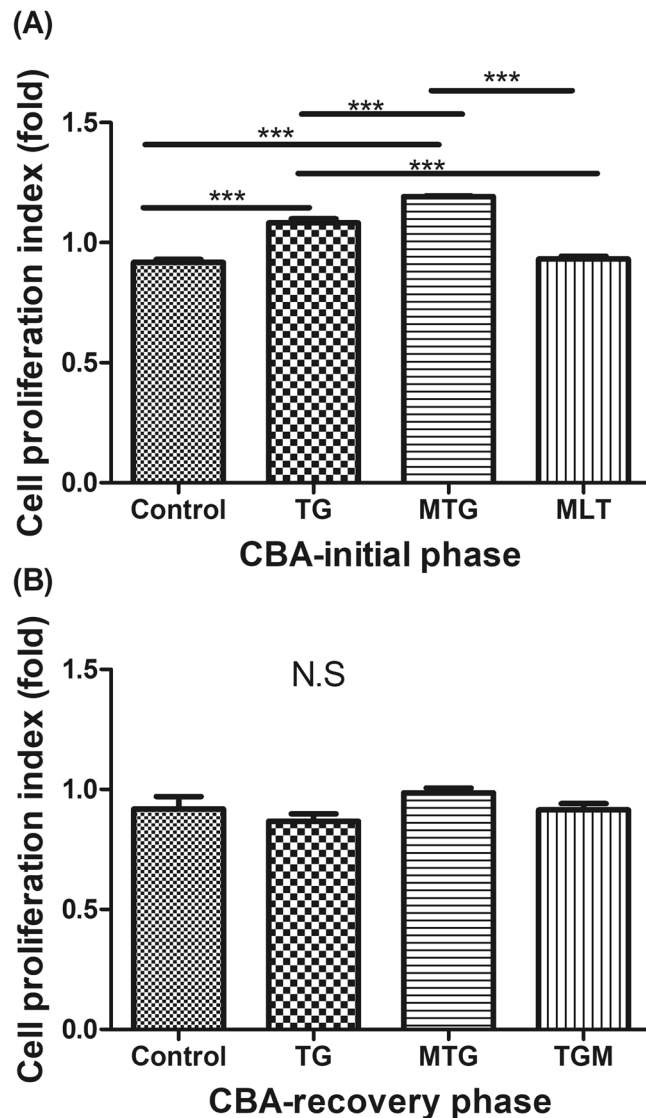 (A)
Cell proliferation index (fold)
***
***
***
***
***
1.5
1.0
0.5
0.0
Control TG MTG MLT
CBA-initial phase
(B)
Cell proliferation index (fold)
N.S
1.5
1.0
0.5
0.0
Control TG MTG TGM
CBA-recovery phase